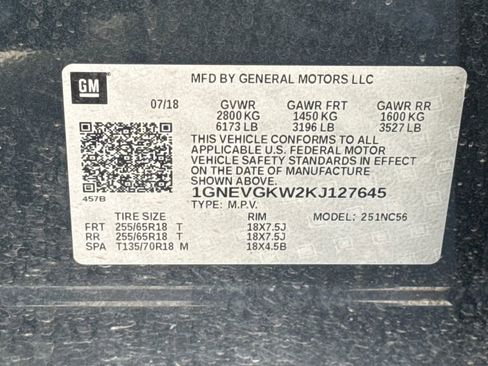 GM
MFD BY GENERAL MOTORS LLC
07/18 GVWR GAWR FRT GAWR RR
2800 KG 1450 KG 1600 KG
6173 LB 3196 LB 3527 LB
THIS VEHICLE CONFORMS TO ALL
APPLICABLE U.S. FEDERAL MOTOR
VEHICLE SAFETY STANDARDS IN EFFECT
ON THE DATE OF MANUFACTURE
SHOWN ABOVE.
457B
1GNEVGKW2KJ127645
TYPE: M.P.V.
TIRE SIZE RIM MODEL: 251NC56
FRT 255/65R18 T 18X7.5J
RR 255/65R18 T 18X7.5J
SPA T135/70R18 M 18X4.5B